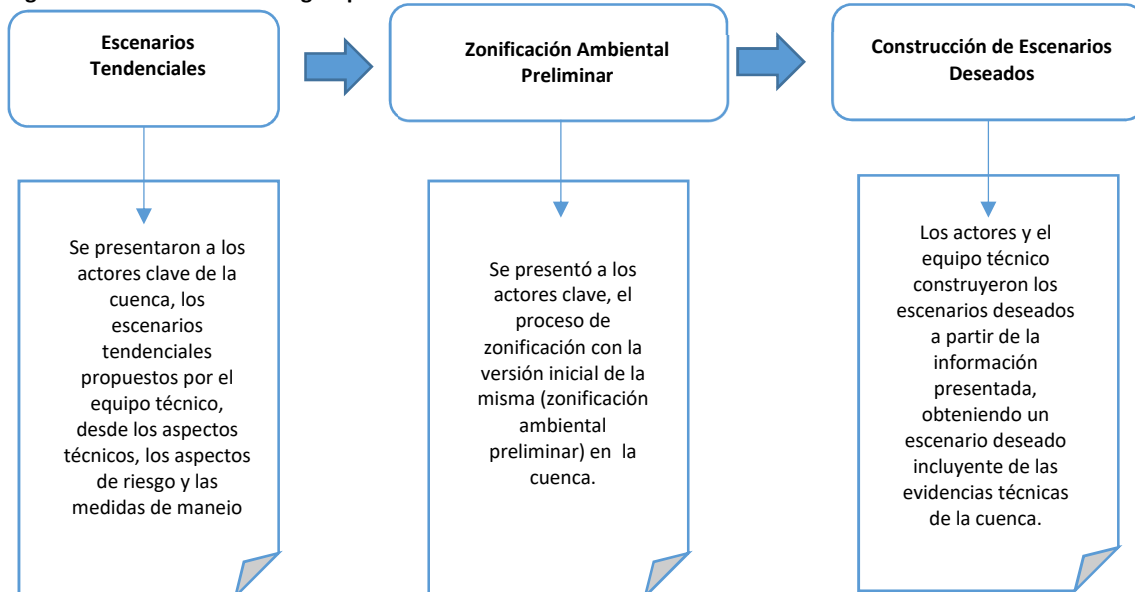 Escenarios
Tendenciales
Zonificación Ambiental
Preliminar
Construcción de Escenarios
Deseados
Se presentaron a los
actores clave de la
cuenca, los
escenarios
tendenciales
propuestos por el
equipo técnico,
desde los aspectos
técnicos, los aspectos
de riesgo y las
medidas de manejo
Se presentó a los
actores clave, el
proceso de
zonificación con la
versión inicial de la
misma (zonificación
ambiental
preliminar) en  la
cuenca.
Los actores y el
equipo técnico
construyeron los
escenarios deseados
a partir de la
información
presentada,
obteniendo un
escenario deseado
incluyente de las
evidencias técnicas
de la cuenca.